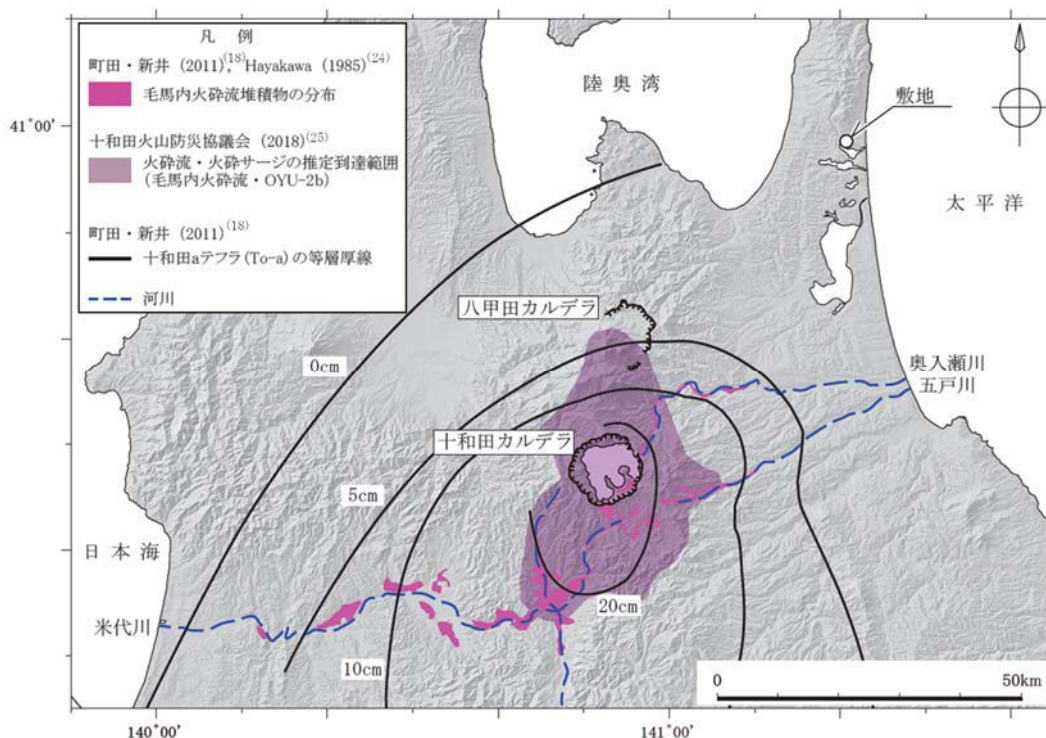 凡　例
町田・新井 (2011)(18), Hayakawa (1985)(24)
毛馬内火砕流堆積物の分布
十和田火山防災協議会 (2018)(25)
火砕流・火砕サージの推定到達範囲
(毛馬内火砕流・OYU-2b)
町田・新井 (2011)(18)
十和田aテフラ(To-a)の等層厚線
河川
陸奥湾
敷地
41°00′
太平洋
八甲田カルデラ
0cm
奥入瀬川
五戸川
十和田カルデラ
5cm
日本海
20cm
米代川
10cm
0
50km
140°00′
141°00′